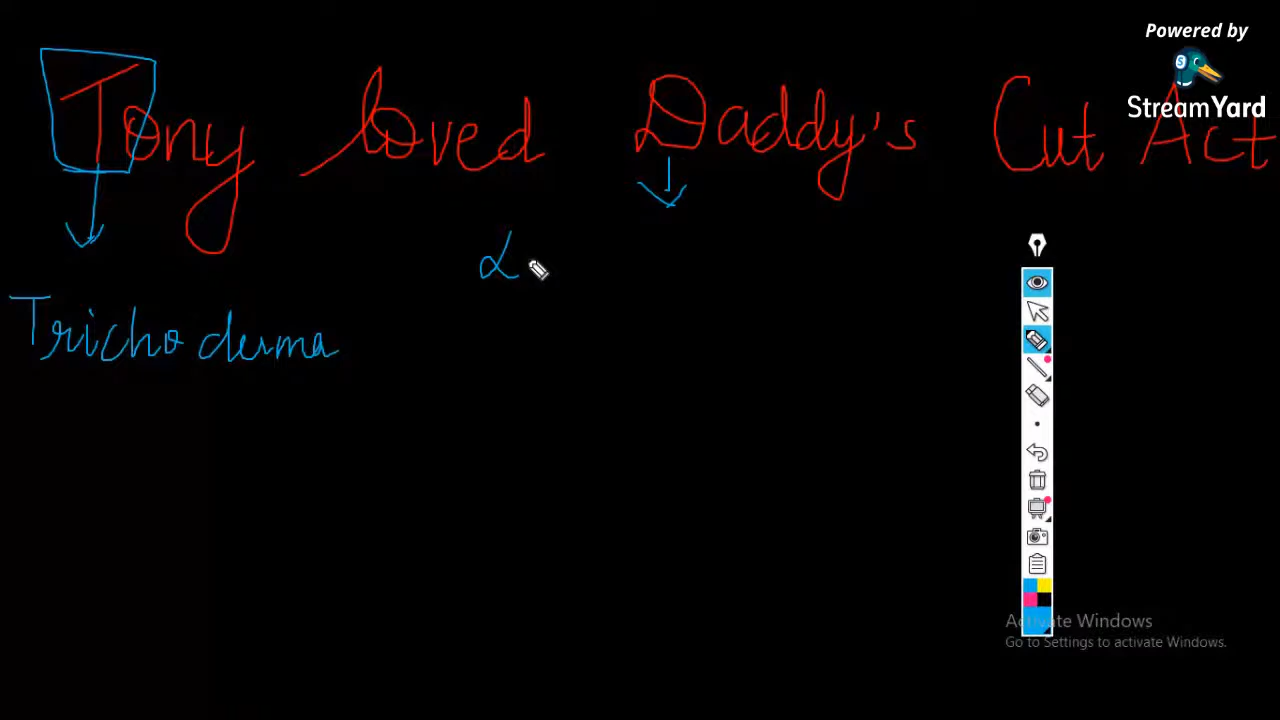 Powered by
StreamYard
Tony loved Daddy's Cut Act
L
Trichoderma
Activate Windows
Go to Settings to activate Windows.